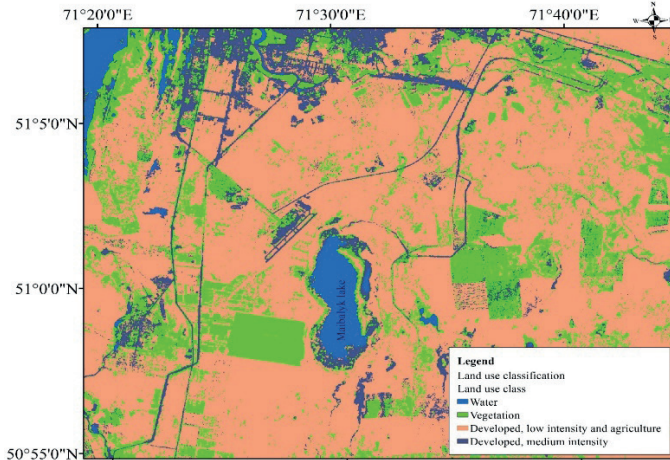 71°20'0"E 71°30'0"E 71°40'0"E
N
W E
S
51°5'0"N
51°0'0"N
50°55'0"N
Maibalyk lake
Legend
Land use classification
Land use class
Water
Vegetation
Developed, low intensity and agriculture
Developed, medium intensity